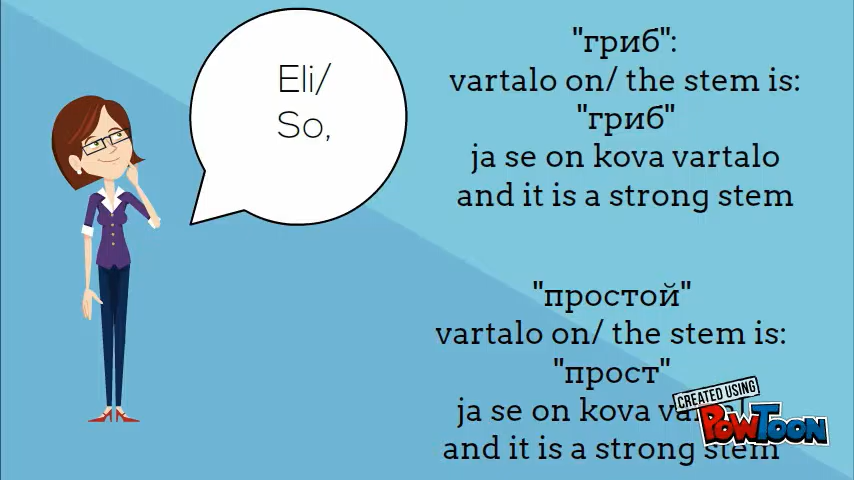 Eli/
So,
"гриб":
vartalo on/ the stem is:
"гриб"
ja se on kova vartalo
and it is a strong stem
"простой"
vartalo on/ the stem is:
"прост"
ja se on kova
and it is a strong stem
CREATED USING
POWTOON